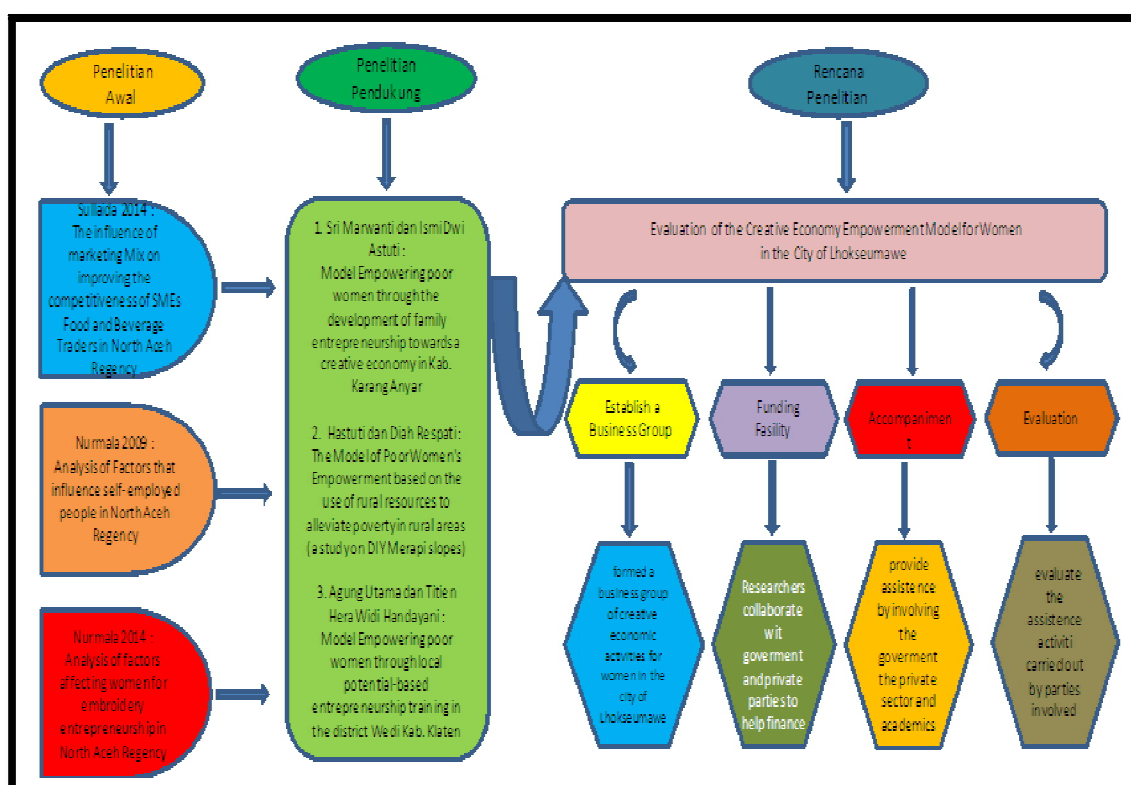 Penelitian
Awal
Sullaida 2014 :
The influence of
marketing Mix on
improving the
competitiveness of SMEs
Food and Beverage
Traders in North Aceh
Regency
Nurmala 2009 :
Analysis of Factors that
influence self-employed
people in North Aceh
Regency
Nurmala 2014 :
Analysis of factors
affecting women for
embroidery
entrepreneurship in
North Aceh Regency
Penelitian
Pendukung
1. Sri Marwanti dan Ismi Dwi
Astuti :
Model Empowering poor
women through the
development of family
entrepreneurship towards a
creative economy in Kab.
Karang Anyar
2. Hastuti dan Diah Respati :
The Model of Poor Women's
Empowerment based on the
use of rural resources to
alleviate poverty in rural areas
(a study on DIY Merapi slopes)
3. Agung Utama dan Titien
Hera Widi Handayani :
Model Empowering poor
women through local
potential-based
entrepreneurship training in
the district Wedi Kab. Klaten
Rencana
Penelitian
Evaluation of the Creative Economy Empowerment Model for Women
in the City of Lhokseumawe
Establish a
Business Group
Funding
Fasility
Accompanimen
t
Evaluation
formed a
business group
of creative
economic
activities for
women in the
city of
Lhokseumawe
Researchers
collaborate
wit
goverment
and private
parties to
help finance
provide
assistence by
involving
the
goverment
the private
sector and
academics
evaluate
the
assistence
activiti
carried out
by parties
involved